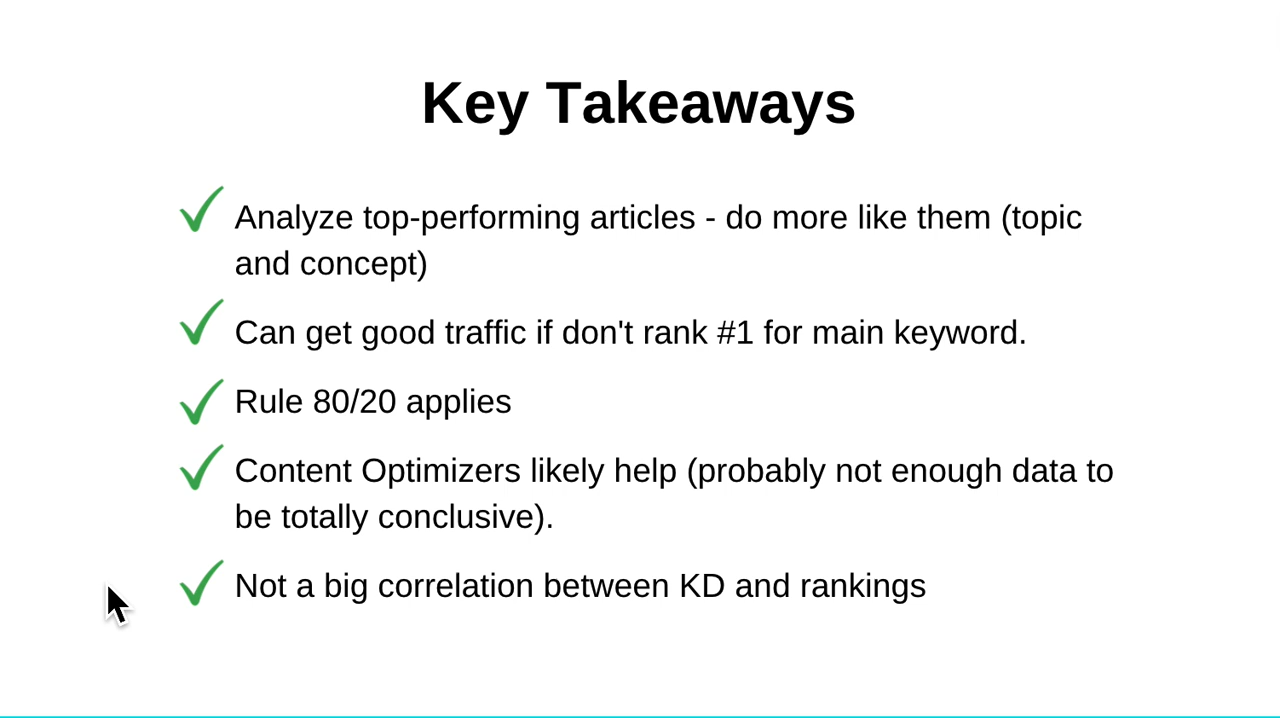 Key Takeaways
Analyze top-performing articles - do more like them (topic
and concept)
Can get good traffic if don't rank #1 for main keyword.
Rule 80/20 applies
Content Optimizers likely help (probably not enough data to
be totally conclusive).
Not a big correlation between KD and rankings